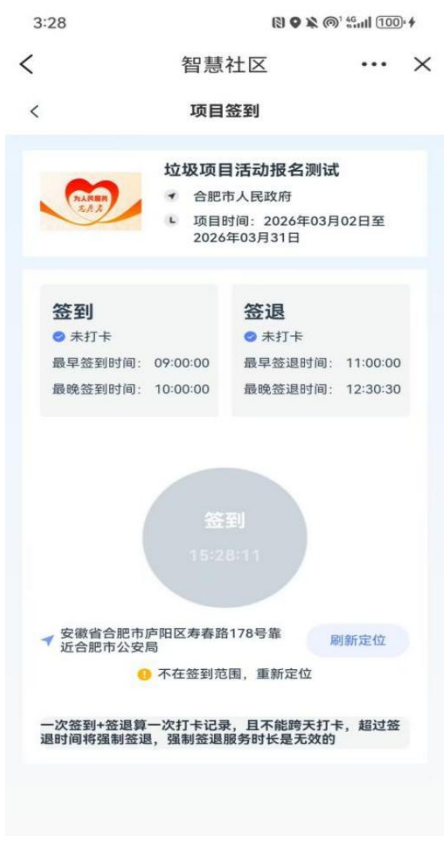 3:28
4G
100
智慧社区
项目签到
为人民服务
垃圾项目活动报名测试
合肥市人民政府
项目时间：2026年03月02日至
2026年03月31日
签到
未打卡
最早签到时间： 09:00:00
最晚签到时间： 10:00:00
签退
未打卡
最早签退时间： 11:00:00
最晚签退时间： 12:30:30
签到
15:28:11
安徽省合肥市庐阳区寿春路178号靠
近合肥市公安局
刷新定位
不在签到范围，重新定位
一次签到+签退算一次打卡记录，且不能跨天打卡，超过签
退时间将强制签退，强制签退服务时长是无效的